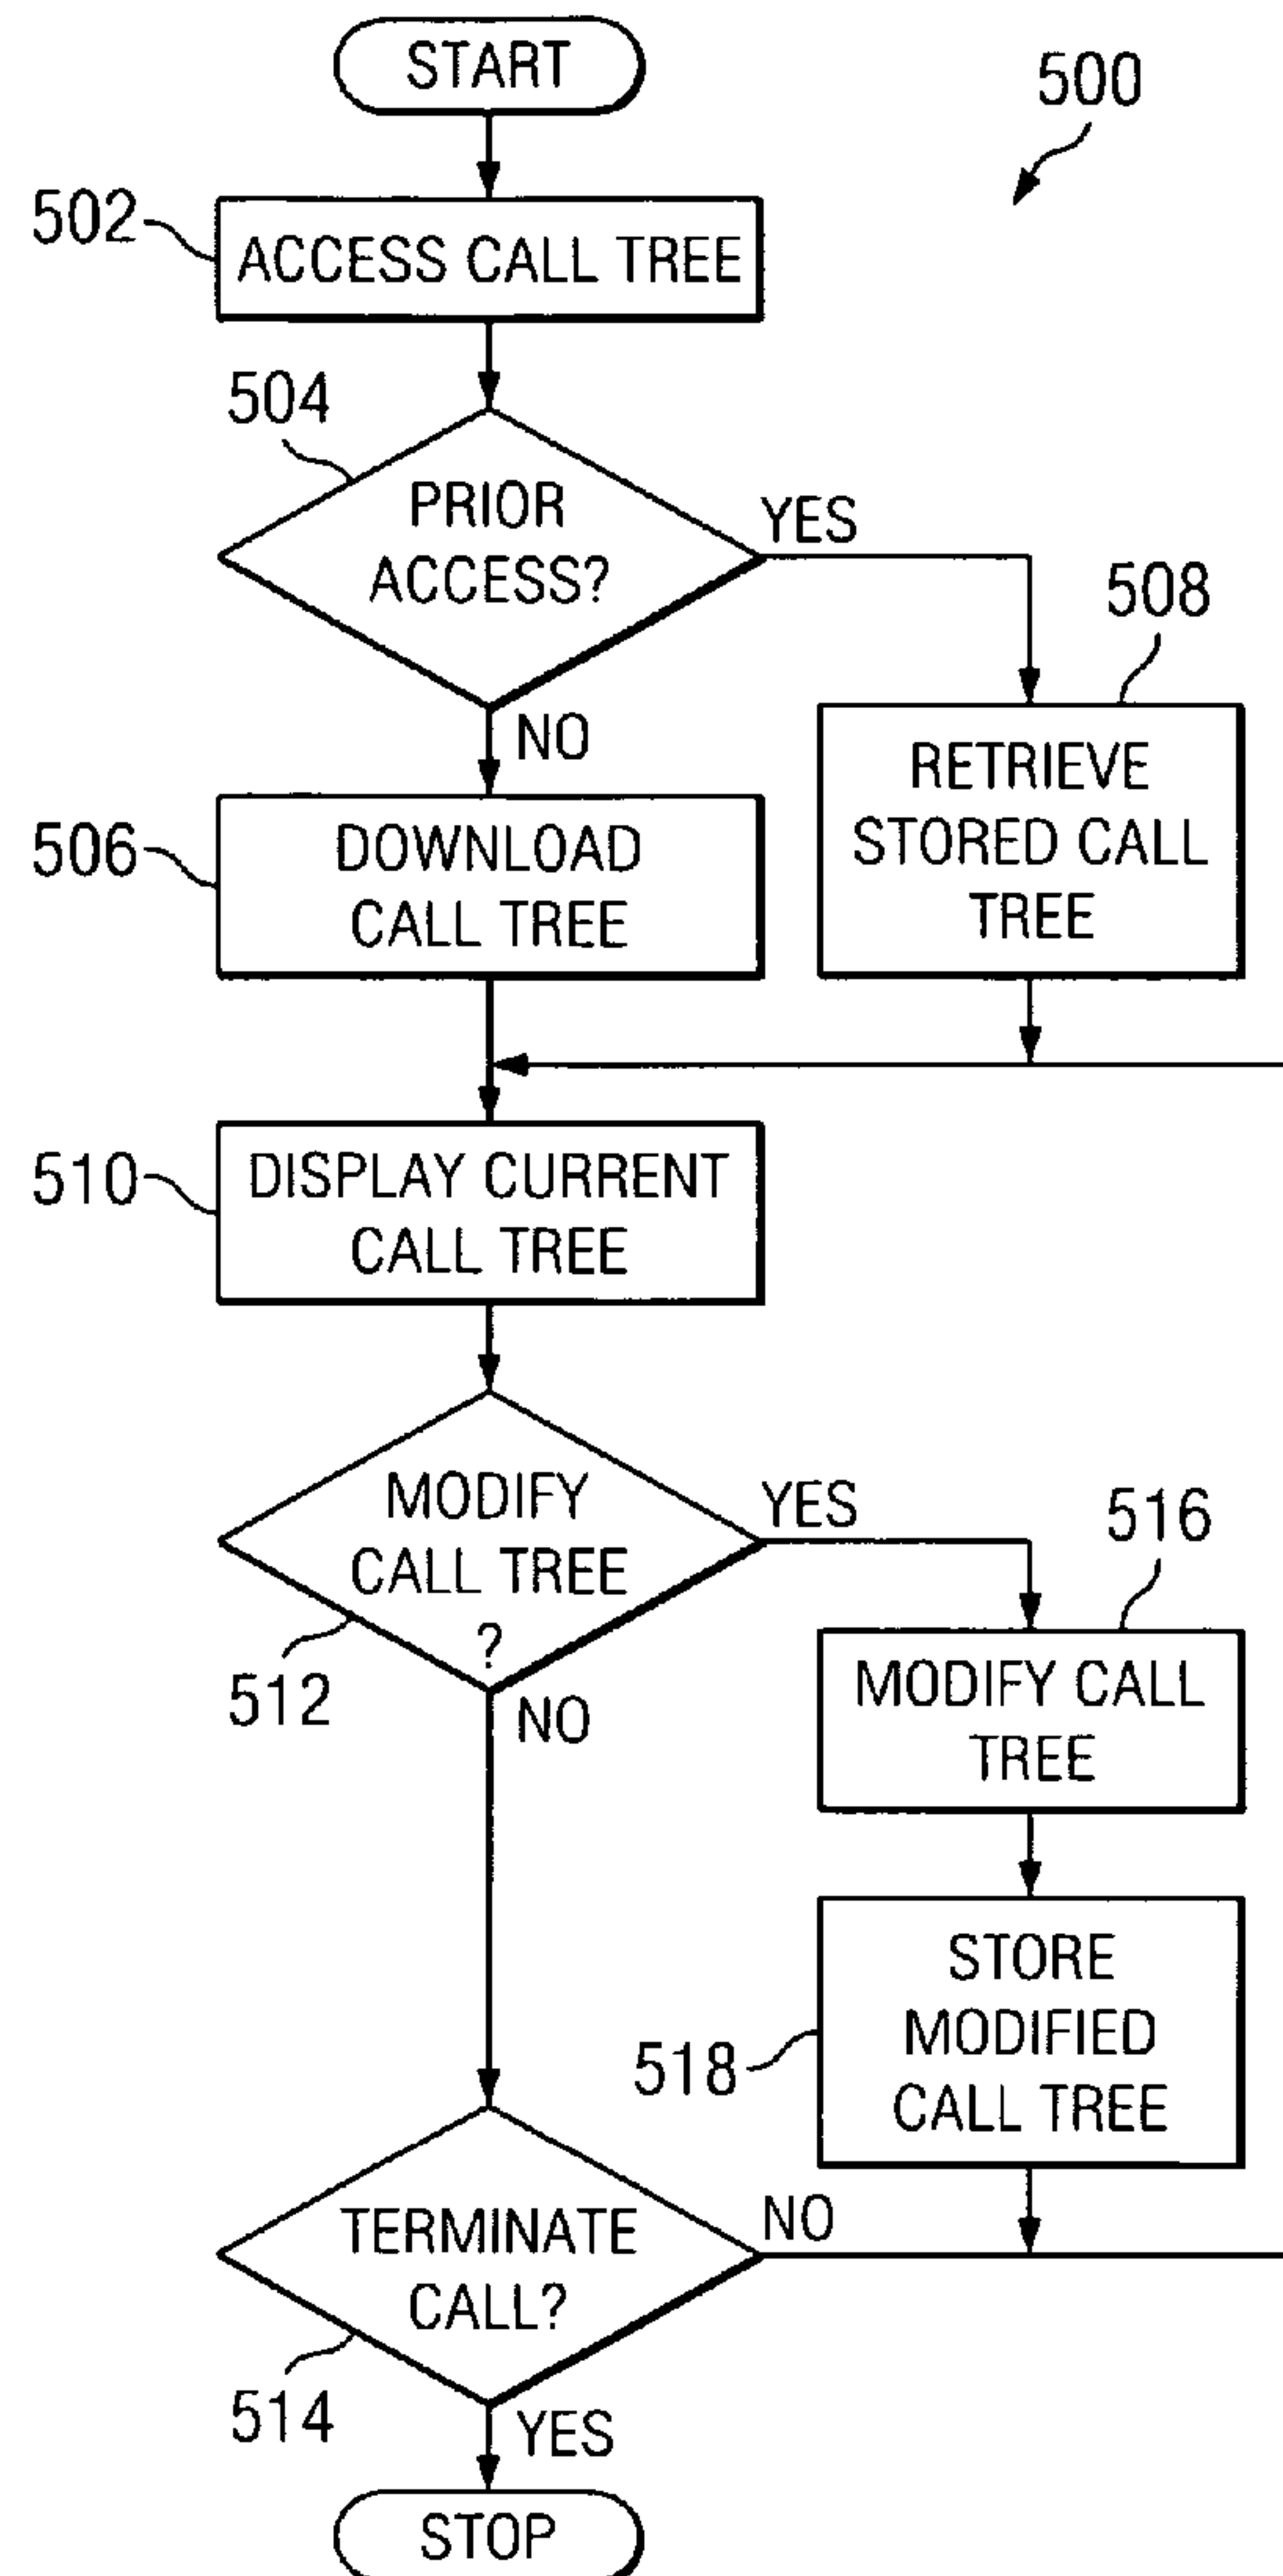 START
500
502
ACCESS CALL TREE
504
PRIOR
ACCESS?
YES
508
NO
RETRIEVE
STORED CALL
TREE
506
DOWNLOAD
CALL TREE
510
DISPLAY CURRENT
CALL TREE
MODIFY
CALL TREE
?
YES
516
512
NO
MODIFY CALL
TREE
STORE
MODIFIED
CALL TREE
518
TERMINATE
CALL?
NO
514
YES
STOP